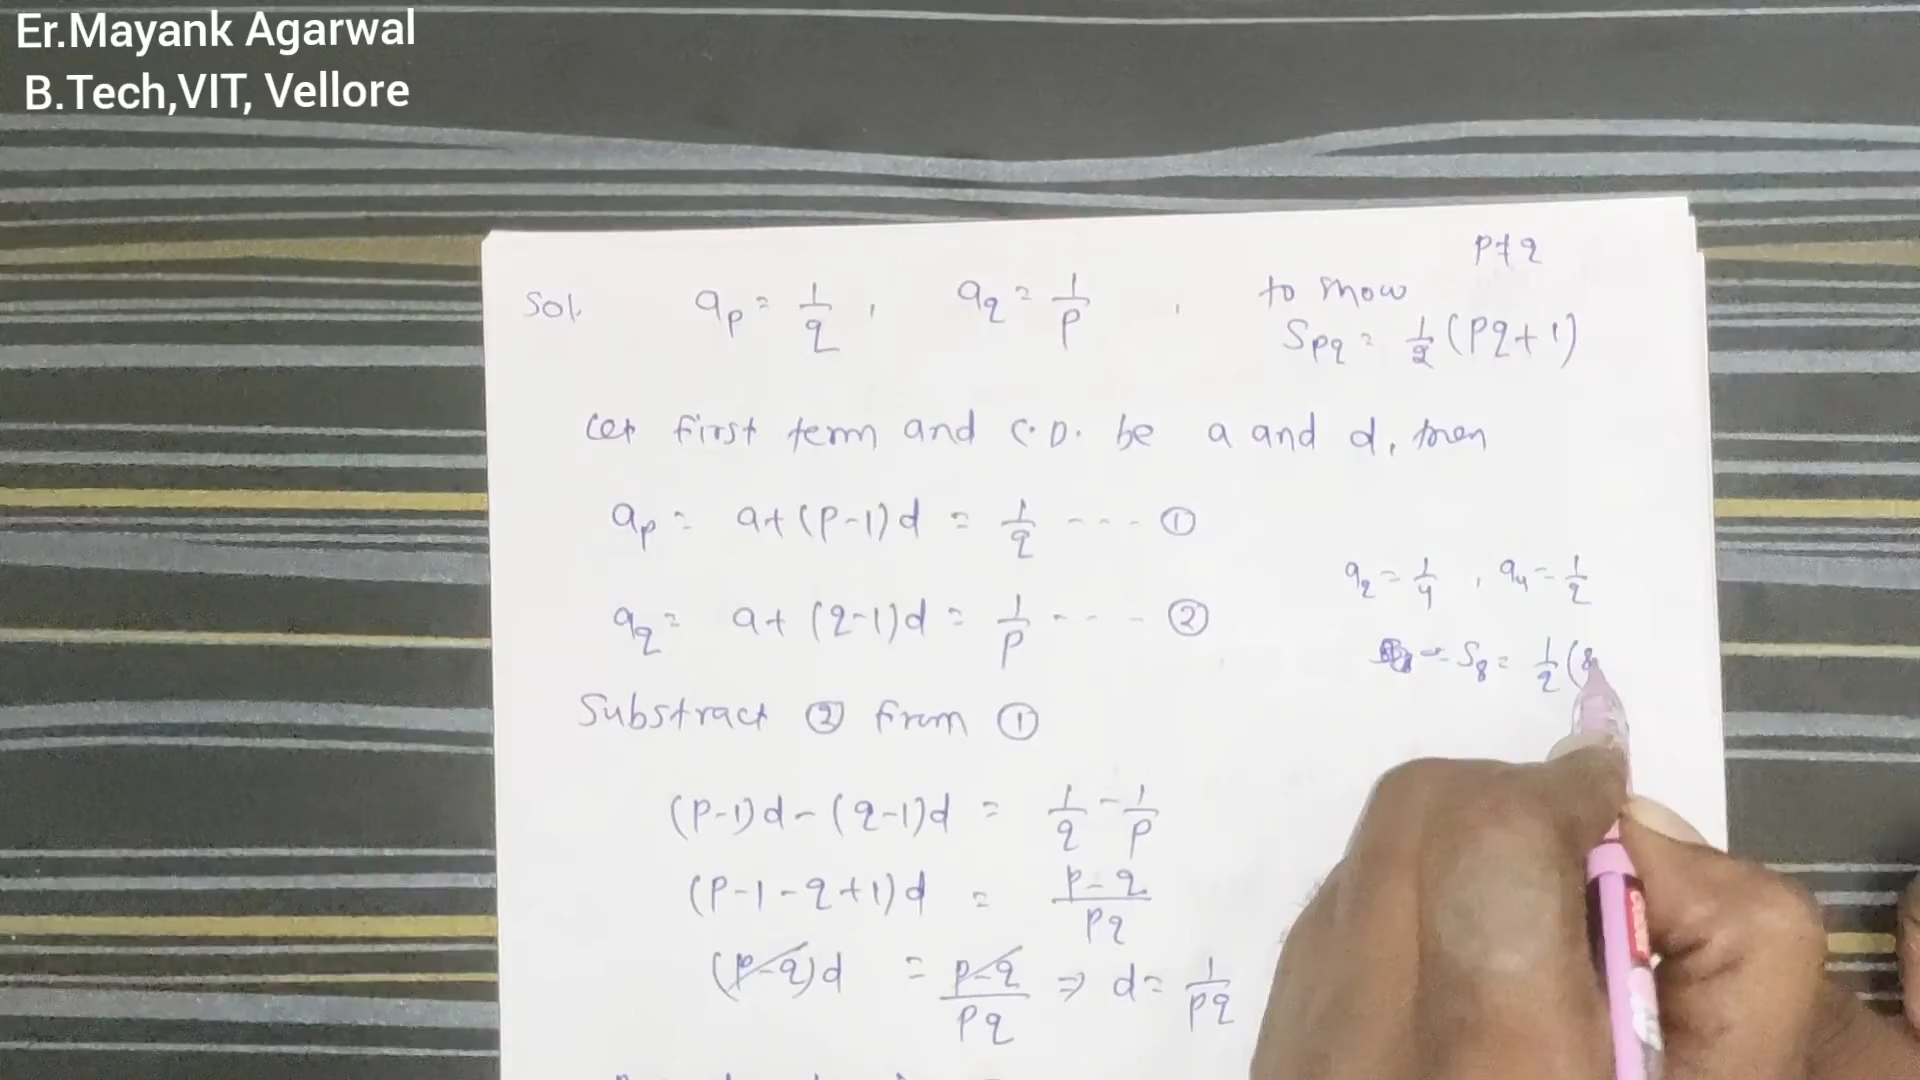 Er.Mayank Agarwal
B.Tech,VIT, Vellore
p≠q
Sol. a_p = 1/q , a_q = 1/p , to show
S_pq = 1/2 (pq+1)
Let first term and C.D. be a and d, then
a_p = a+(p-1)d = 1/q --- ①
a_q = a+(q-1)d = 1/p --- ②
a_2 = 1/4 , a_4 = 1/2
S_8 = 1/2 (8
Substract ② from ①
(p-1)d-(q-1)d = 1/q - 1/p
(p-1-q+1)d = p-q/pq
(p-q)d = p-q/pq ⇒ d = 1/pq